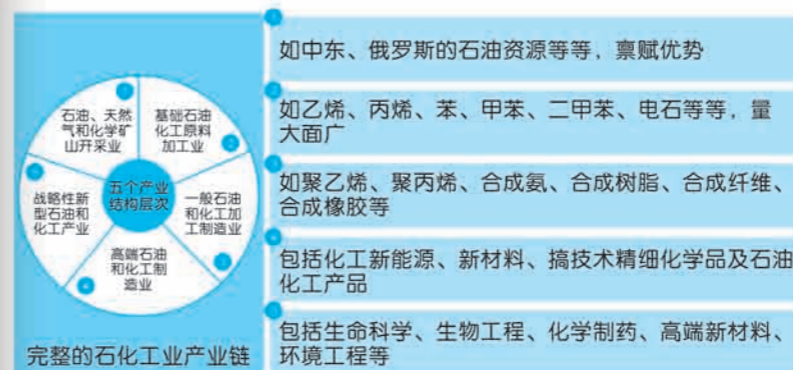 石油、天然
气和化学矿
山开采业
基础石油
化工原料
加工业
一般石油
和化工加
工制造业
高端石油
和化工制
造业
战略性新
型石油和
化工产业
五个产业
结构层次
完整的石化工业产业链
如中东、俄罗斯的石油资源等等，禀赋优势
如乙烯、丙烯、苯、甲苯、二甲苯、电石等等，量
大面广
如聚乙烯、聚丙烯、合成氨、合成树脂、合成纤维、
合成橡胶等
包括化工新能源、新材料、搞技术精细化学品及石油
化工产品
包括生命科学、生物工程、化学制药、高端新材料、
环境工程等